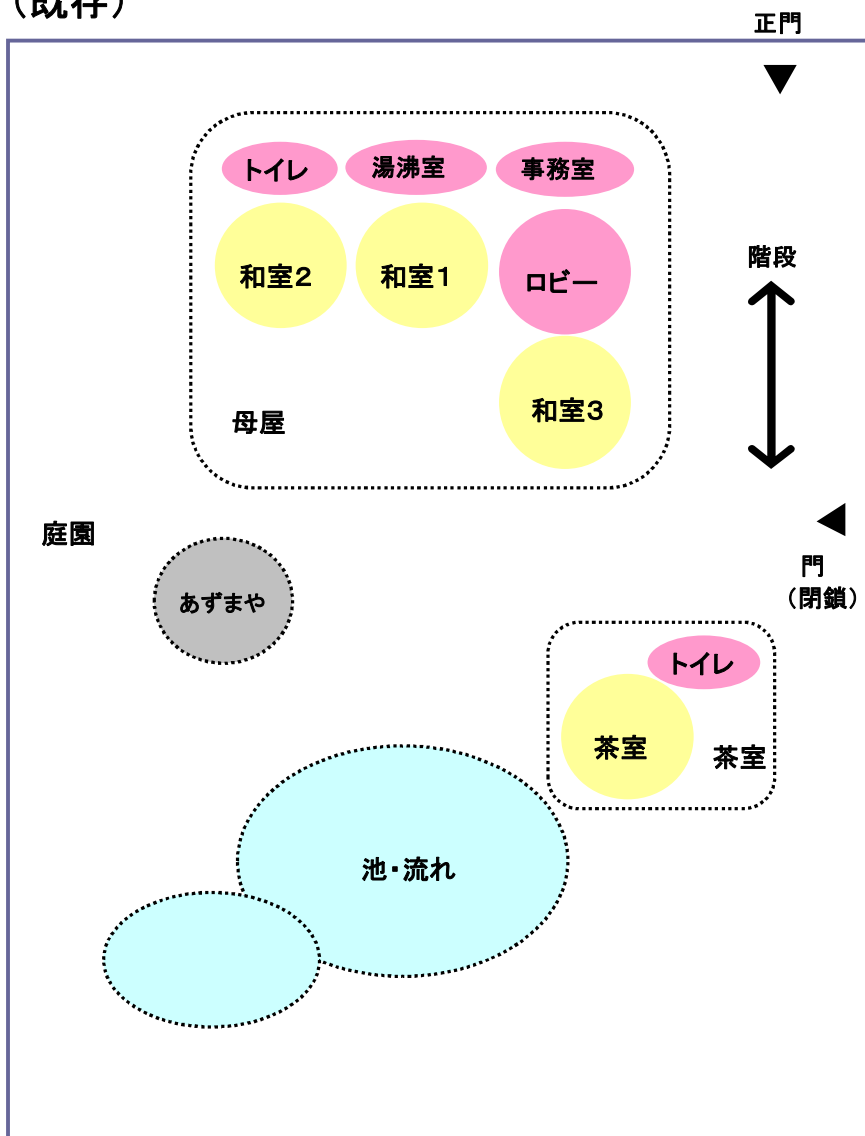 （既存）
正門
トイレ
湯沸室
事務室
和室２
和室１
ロビー
階段
和室３
母屋
庭園
門
（閉鎖）
あずまや
トイレ
茶室
茶室
池・流れ